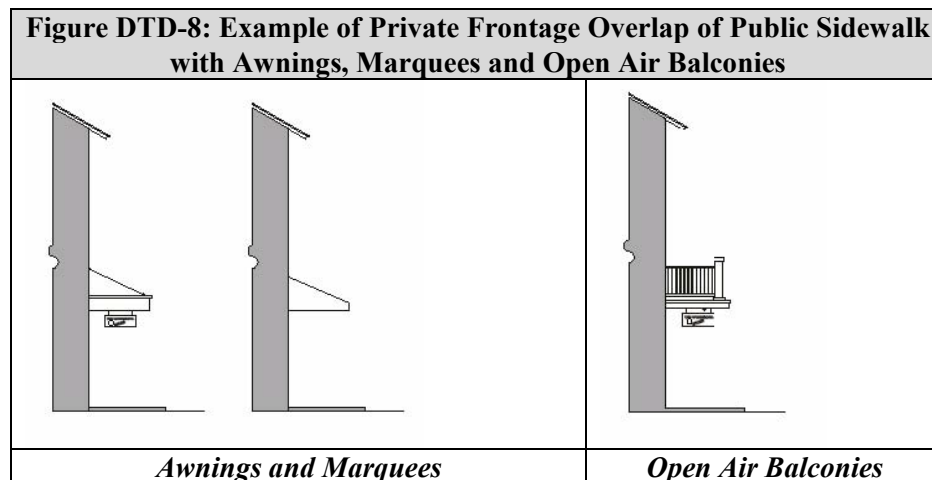 Figure DTD-8: Example of Private Frontage Overlap of Public Sidewalk
with Awnings, Marquees and Open Air Balconies
Awnings and Marquees
Open Air Balconies